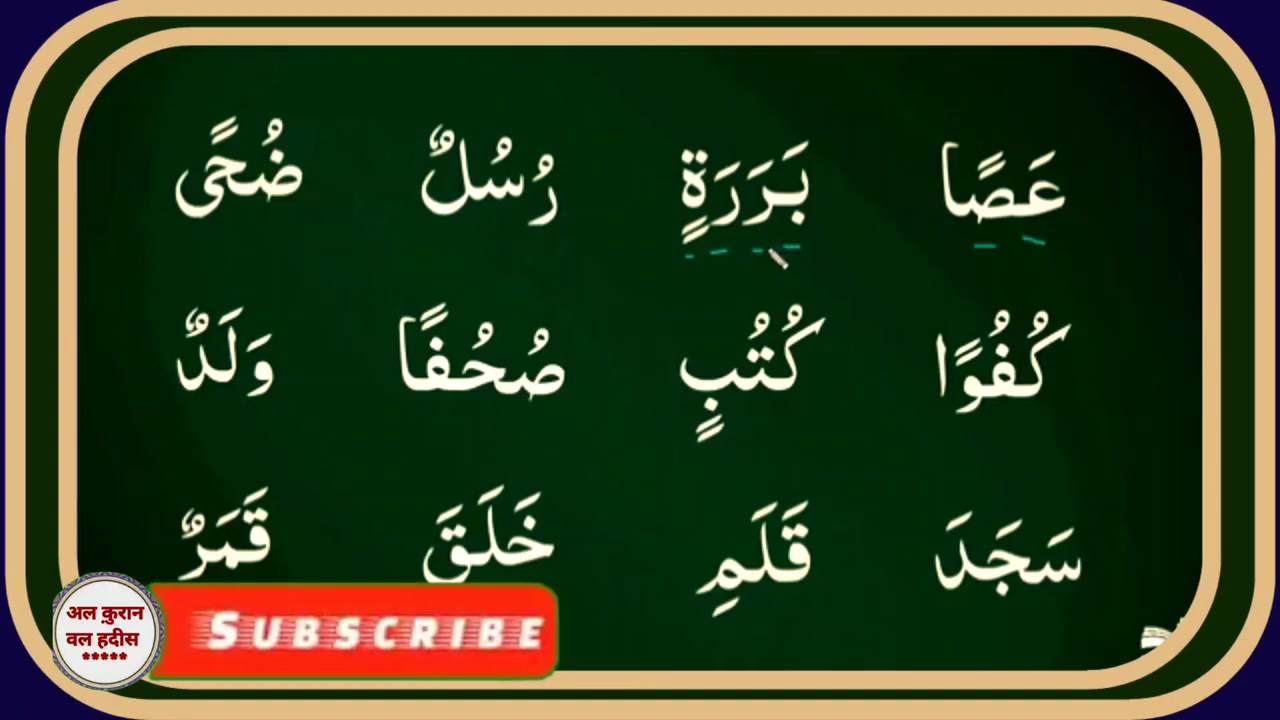 عَصًا بَرَرَةٍ رُسُلٌ ضُحًى
كُفُوًا كُتُبٍ صُحُفًا وَلَدٌ
سَجَدَ قَلَمِ خَلَقَ قَمَرٌ
अल क़ुरान
वल हदीस
*****
SUBSCRIBE